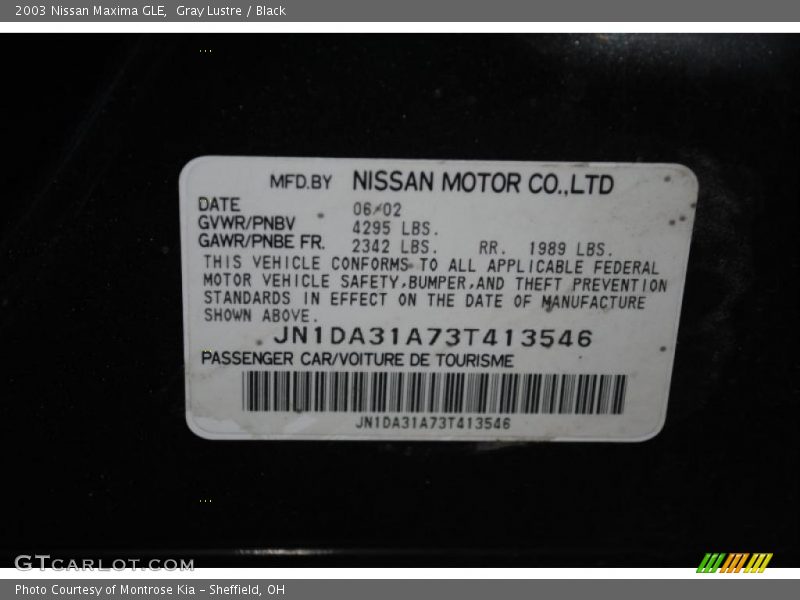 2003 Nissan Maxima GLE,  Gray Lustre / Black
MFD.BY NISSAN MOTOR CO.,LTD
DATE 06/02
GVWR/PNBV 4295 LBS.
GAWR/PNBE FR. 2342 LBS. RR. 1989 LBS.
THIS VEHICLE CONFORMS TO ALL APPLICABLE FEDERAL
MOTOR VEHICLE SAFETY,BUMPER,AND THEFT PREVENTION
STANDARDS IN EFFECT ON THE DATE OF MANUFACTURE
SHOWN ABOVE.
JN1DA31A73T413546
PASSENGER CAR/VOITURE DE TOURISME
JN1DA31A73T413546
GTCARLOT.COM
Photo Courtesy of Montrose Kia - Sheffield, OH